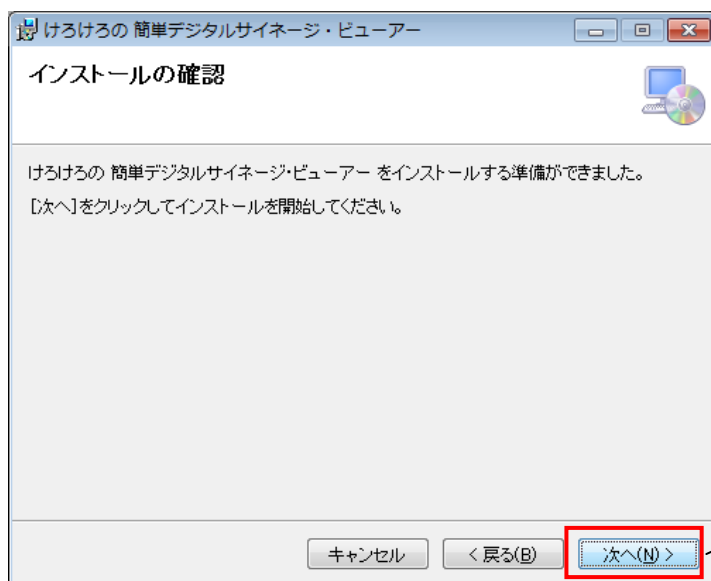 けろけろの 簡単デジタルサイネージ・ビューアー
インストールの確認
けろけろの 簡単デジタルサイネージ・ビューアー をインストールする準備ができました。
[次へ]をクリックしてインストールを開始してください。
キャンセル
< 戻る(B)
次へ(N) >